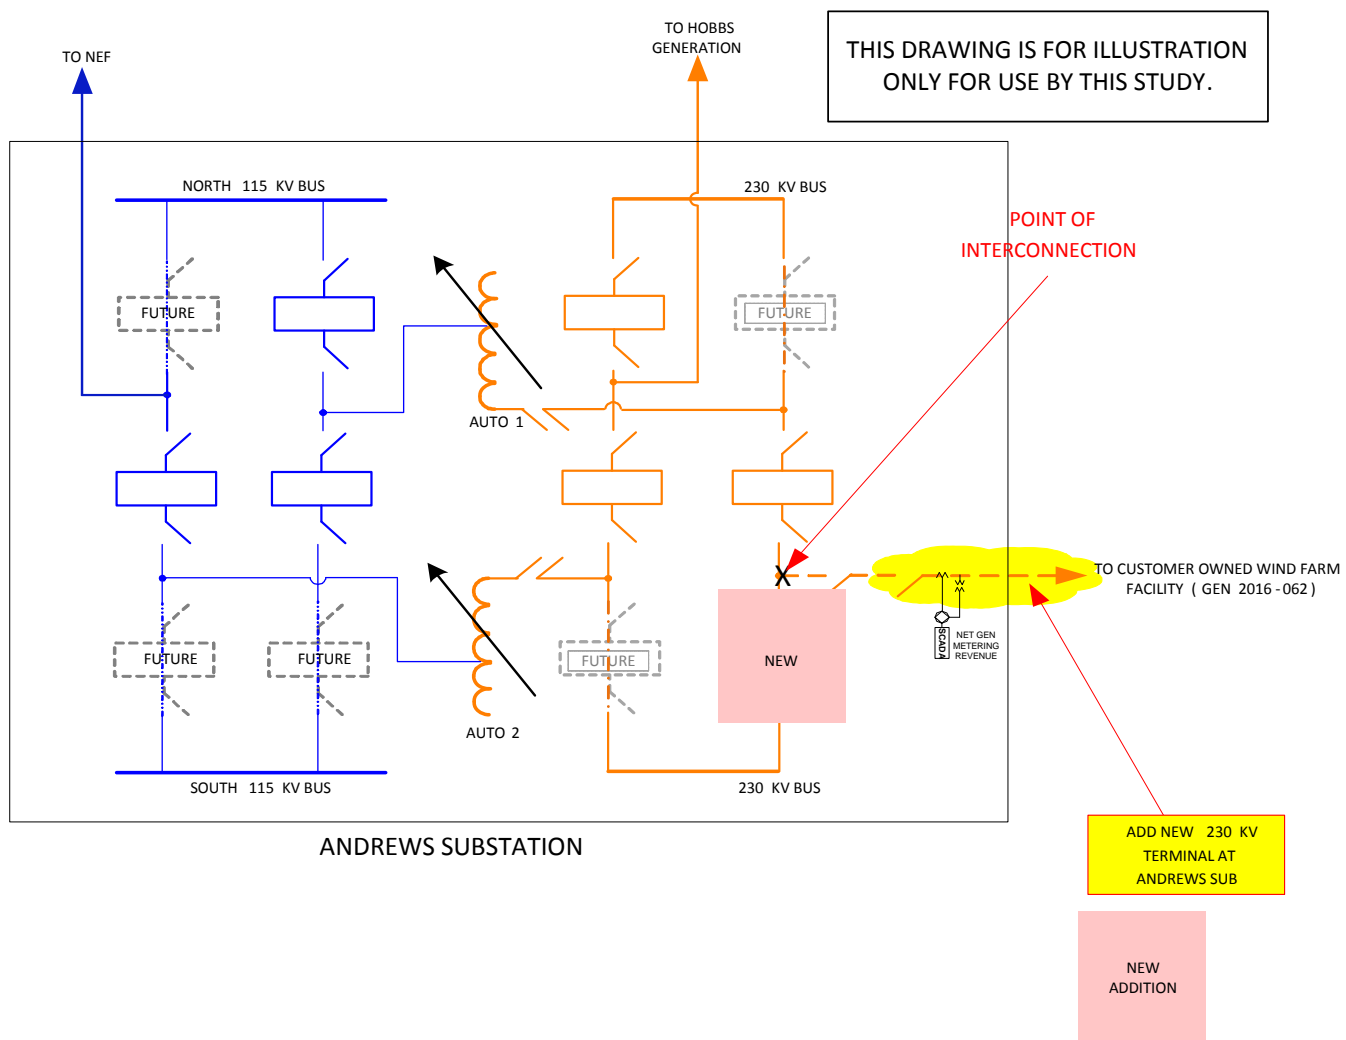 TO NEF
TO HOBBS
GENERATION
THIS DRAWING IS FOR ILLUSTRATION
ONLY FOR USE BY THIS STUDY.
NORTH 115 KV BUS
230 KV BUS
POINT OF
INTERCONNECTION
FUTURE
FUTURE
AUTO 1
X
TO CUSTOMER OWNED WIND FARM
FACILITY ( GEN 2016-062 )
SCADA
NET GEN
METERING
REVENUE
FUTURE
FUTURE
FUTURE
NEW
AUTO 2
SOUTH 115 KV BUS
230 KV BUS
ANDREWS SUBSTATION
ADD NEW 230 KV
TERMINAL AT
ANDREWS SUB
NEW
ADDITION